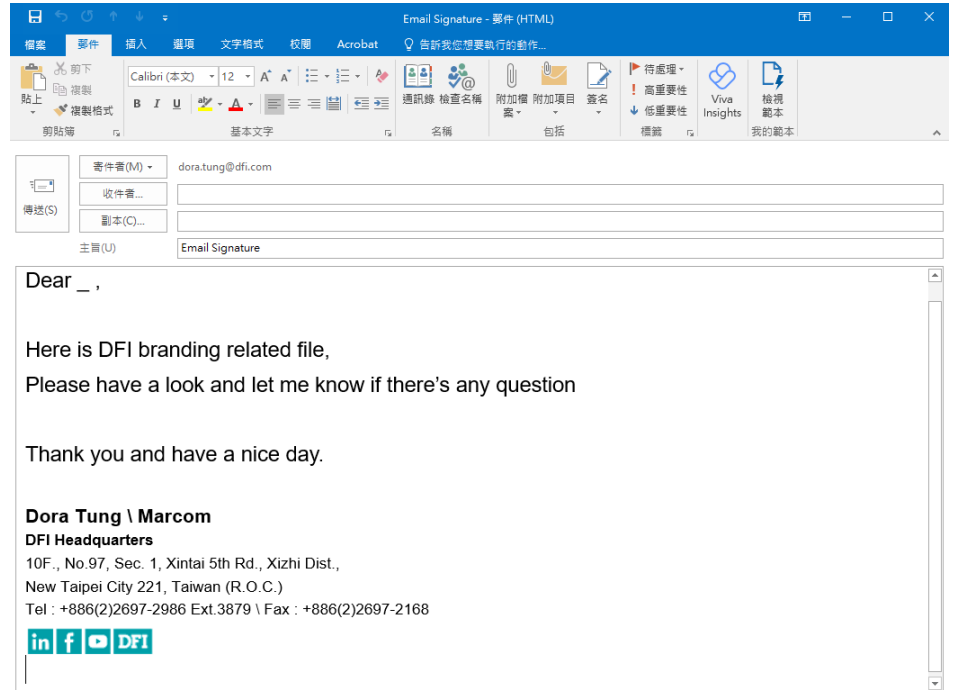 Email Signature - 郵件 (HTML)
檔案 郵件 插入 選項 文字格式 校閱 Acrobat 告訴我您想要執行的動作...
貼上
剪下
複製
複製格式
剪貼簿
Calibri (本文) 12 A A
B I U ab A
基本文字
通訊錄 檢查名稱
名稱
附加檔案 附加項目 簽名
包括
待處理
高重要性
低重要性
標籤
Viva Insights
檢視範本
我的範本
傳送(S)
寄件者(M) dora.tung@dfi.com
收件者...
副本(C)...
主旨(U) Email Signature
Dear _ ,
Here is DFI branding related file,
Please have a look and let me know if there’s any question
Thank you and have a nice day.
Dora Tung \ Marcom
DFI Headquarters
10F., No.97, Sec. 1, Xintai 5th Rd., Xizhi Dist.,
New Taipei City 221, Taiwan (R.O.C.)
Tel : +886(2)2697-2986 Ext.3879 \ Fax : +886(2)2697-2168
in f DFI